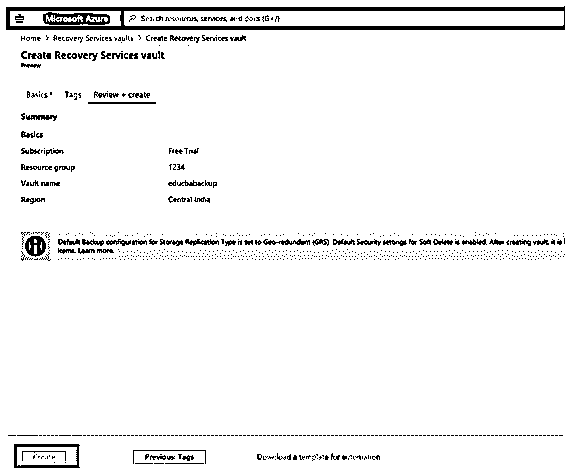 Microsoft Azure
Search resources, services, and docs (G+/)
Home > Recovery Services vaults > Create Recovery Services vault
Create Recovery Services vault
Preview
Basics * Tags Review + create
Summary
Basics
Subscription Free Trial
Resource group 1234
Vault name educbabackup
Region Central India
Default Backup configuration for Storage Replication Type is set to Geo-redundant (GRS). Default Security settings for Soft Delete is enabled. After creating vault, it is
items. Learn more.
Create Previous: Tags Download a template for automation